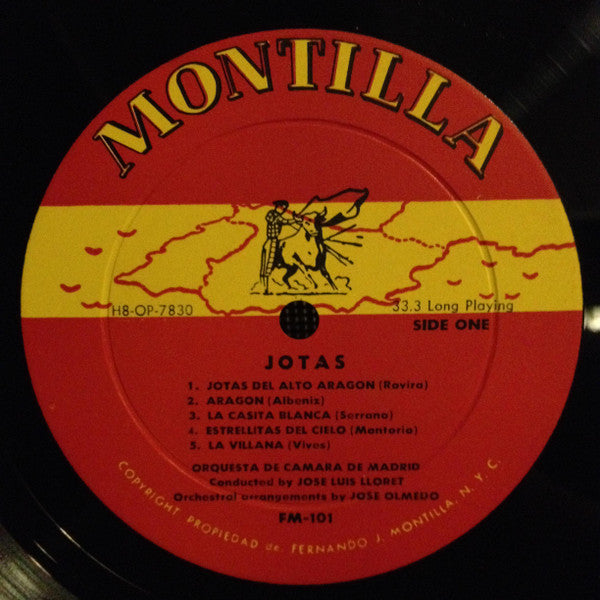 MONTILLA
H8-OP-7830
33.3 Long Playing
SIDE ONE
JOTAS
1. JOTAS DEL ALTO ARAGON (Rovira)
2. ARAGON (Albeniz)
3. LA CASITA BLANCA (Serrano)
4. ESTRELLITAS DEL CIELO (Montorio)
5. LA VILLANA (Vives)
ORQUESTA DE CAMARA DE MADRID
Conducted by JOSE LUIS LLORET
Orchestral arrangements by JOSE OLMEDO
FM-101
COPYRIGHT PROPIEDAD de. FERNANDO J. MONTILLA. N. Y. C.